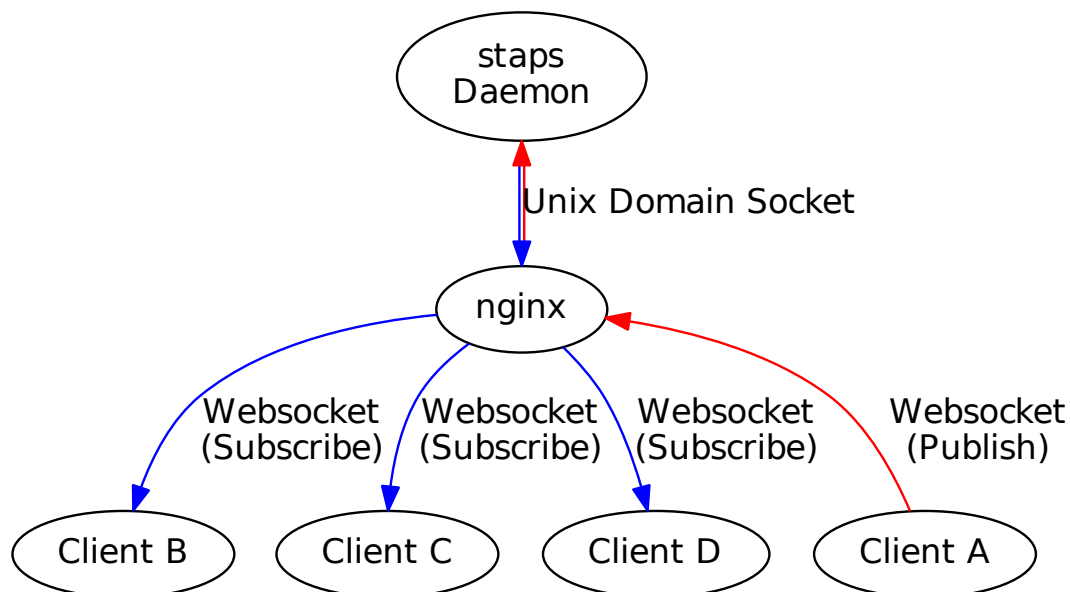 staps
Daemon
Unix Domain Socket
nginx
Websocket
(Subscribe)
Websocket
(Subscribe)
Websocket
(Subscribe)
Websocket
(Publish)
Client B
Client C
Client D
Client A